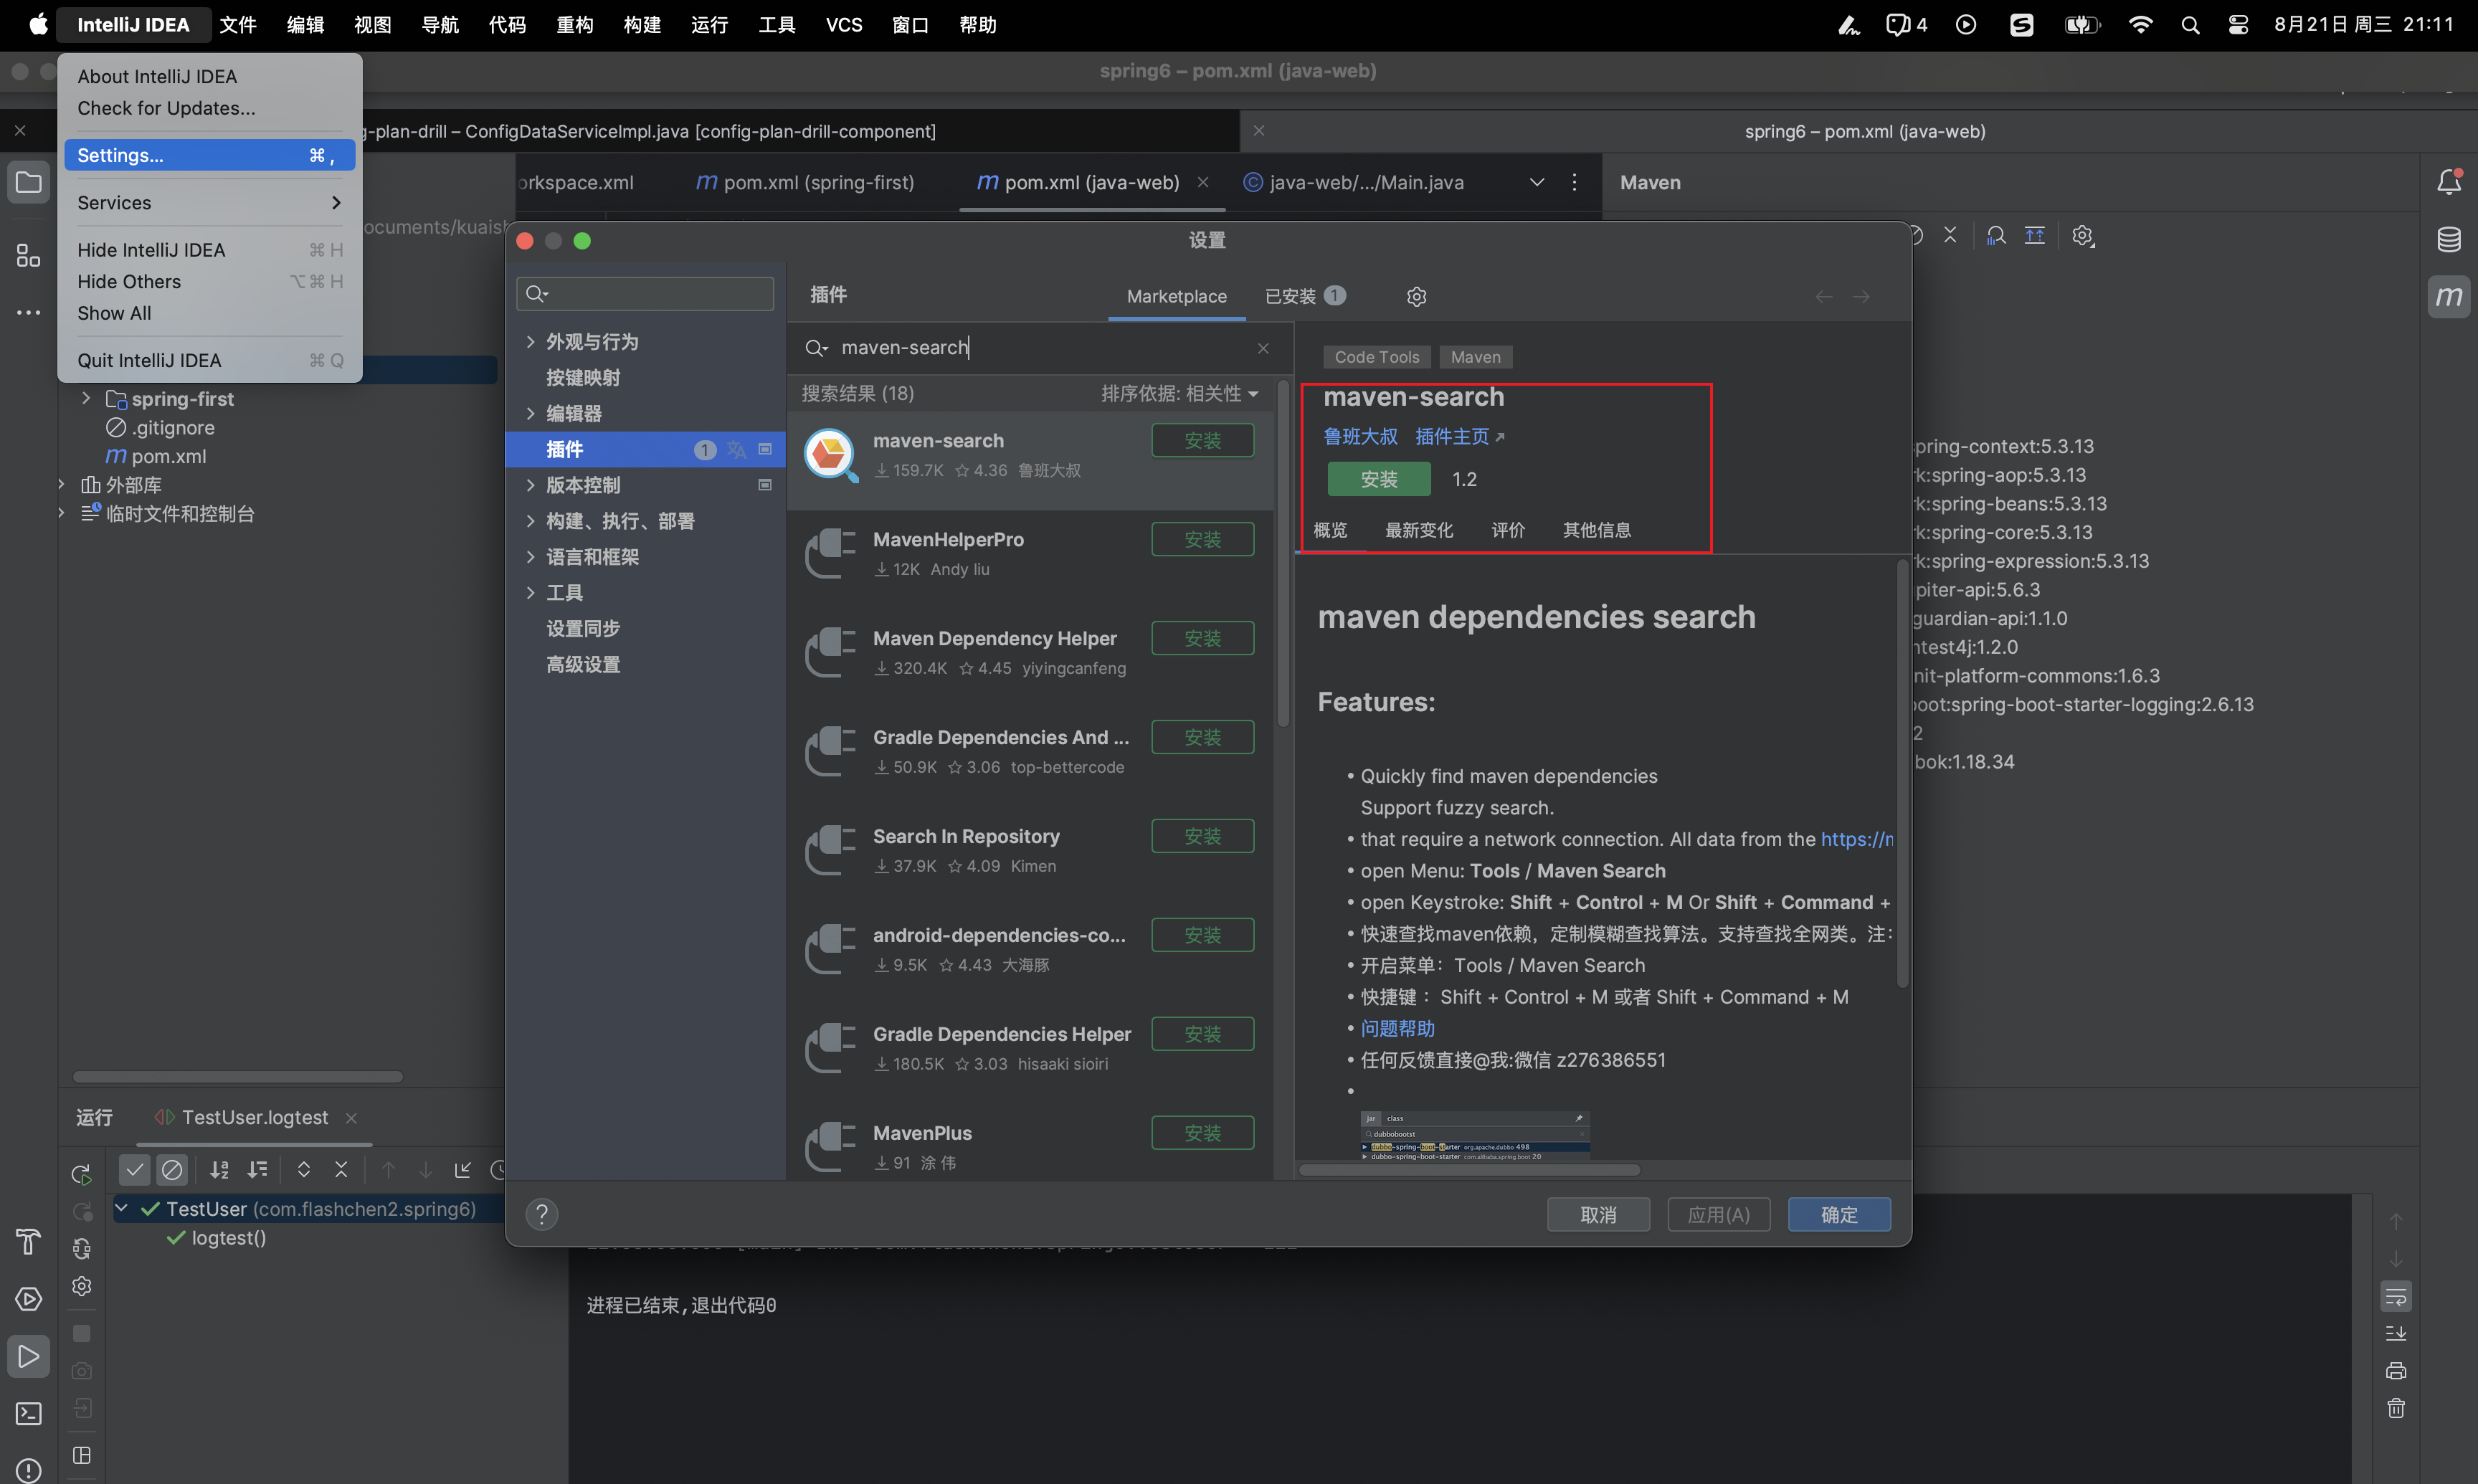 IntelliJ IDEA 文件 编辑 视图 导航 代码 重构 构建 运行 工具 VCS 窗口 帮助 4 8月21日 周三 21:11
spring6 – pom.xml (java-web)
About IntelliJ IDEA
Check for Updates...
Settings... ⌘ ,
Services
Hide IntelliJ IDEA ⌘ H
Hide Others ⌥ ⌘ H
Show All
Quit IntelliJ IDEA ⌘ Q
g-plan-drill – ConfigDataServiceImpl.java [config-plan-drill-component]
spring6 – pom.xml (java-web)
orkspace.xml
pom.xml (spring-first)
pom.xml (java-web)
java-web/.../Main.java
Maven
ocuments/kuais
spring-first
.gitignore
pom.xml
外部库
临时文件和控制台
设置
外观与行为
按键映射
编辑器
插件 1
版本控制
构建、执行、部署
语言和框架
工具
设置同步
高级设置
插件 Marketplace 已安装 1
maven-search
搜索结果 (18) 排序依据: 相关性
maven-search 安装
159.7K 4.36 鲁班大叔
MavenHelperPro 安装
12K Andy liu
Maven Dependency Helper 安装
320.4K 4.45 yiyingcanfeng
Gradle Dependencies And ... 安装
50.9K 3.06 top-bettercode
Search In Repository 安装
37.9K 4.09 Kimen
android-dependencies-co... 安装
9.5K 4.43 大海豚
Gradle Dependencies Helper 安装
180.5K 3.03 hisaaki sioiri
MavenPlus 安装
91 涂 伟
Code Tools Maven
maven-search
鲁班大叔 插件主页
安装 1.2
概览 最新变化 评价 其他信息
maven dependencies search
Features:
• Quickly find maven dependencies
Support fuzzy search.
• that require a network connection. All data from the https://m
• open Menu: Tools / Maven Search
• open Keystroke: Shift + Control + M Or Shift + Command +
• 快速查找maven依赖，定制模糊查找算法。支持查找全网类。注：
• 开启菜单：Tools / Maven Search
• 快捷键 ：Shift + Control + M 或者 Shift + Command + M
• 问题帮助
• 任何反馈直接@我:微信 z276386551
•
jar class
dubbobootst
dubbo-spring-boot-starter org.apache.dubbo 498
dubbo-spring-boot-starter com.alibaba.spring.boot 20
? 取消 应用(A) 确定
pring-context:5.3.13
k:spring-aop:5.3.13
k:spring-beans:5.3.13
k:spring-core:5.3.13
k:spring-expression:5.3.13
piter-api:5.6.3
guardian-api:1.1.0
ntest4j:1.2.0
nit-platform-commons:1.6.3
boot:spring-boot-starter-logging:2.6.13
2
bok:1.18.34
运行 TestUser.logtest
TestUser (com.flashchen2.spring6)
logtest()
进程已结束,退出代码0